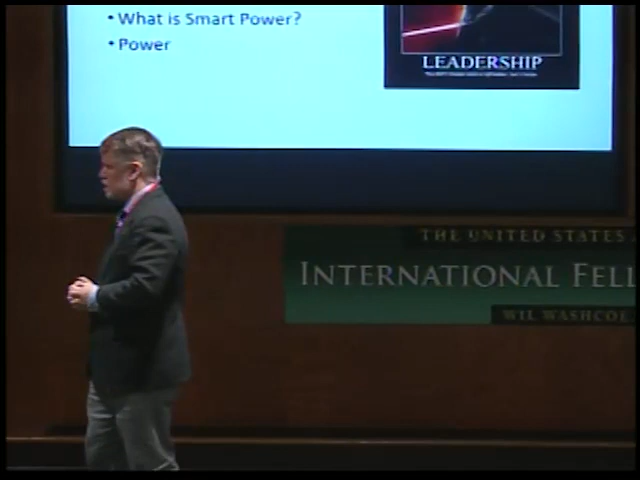 • What is Smart Power?
• Power
LEADERSHIP
THE UNITED STATES
INTERNATIONAL FELL
WIL WASHCOE